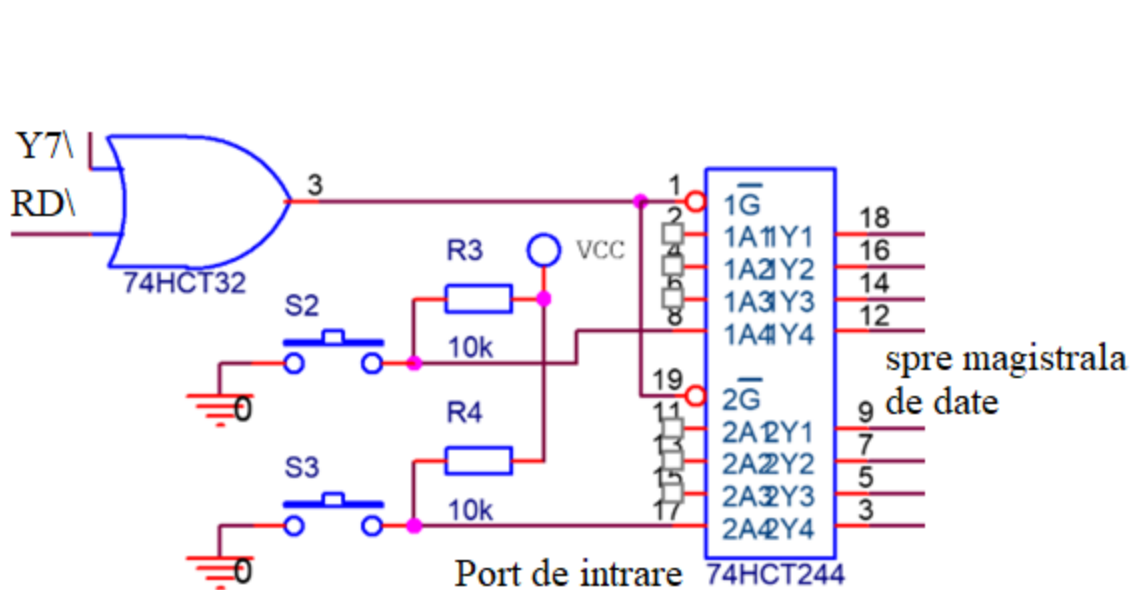 Y7\
RD\
3
74HCT32
S2
0
R3
10k
VCC
S3
0
R4
10k
1
2
4
6
8
19
11
13
15
17
1G
1A1 1Y1
1A2 1Y2
1A3 1Y3
1A4 1Y4
2G
2A1 2Y1
2A2 2Y2
2A3 2Y3
2A4 2Y4
18
16
14
12
9
7
5
3
spre magistrala
de date
Port de intrare
74HCT244